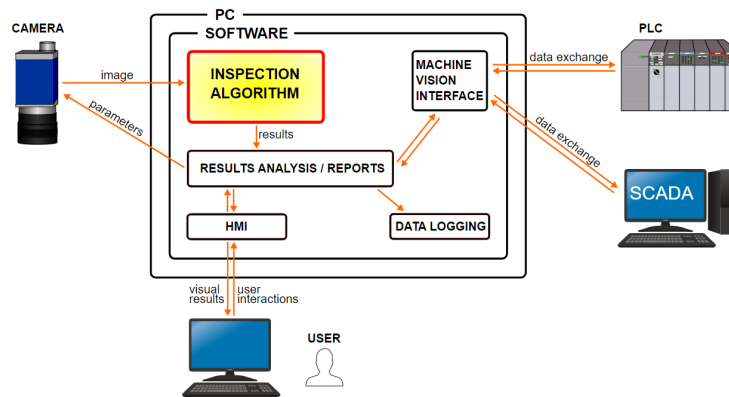 PC
SOFTWARE
CAMERA
PLC
image
INSPECTION
ALGORITHM
MACHINE
VISION
INTERFACE
data exchange
parameters
results
RESULTS ANALYSIS / REPORTS
data exchange
SCADA
HMI
DATA LOGGING
visual
results
user
interactions
USER